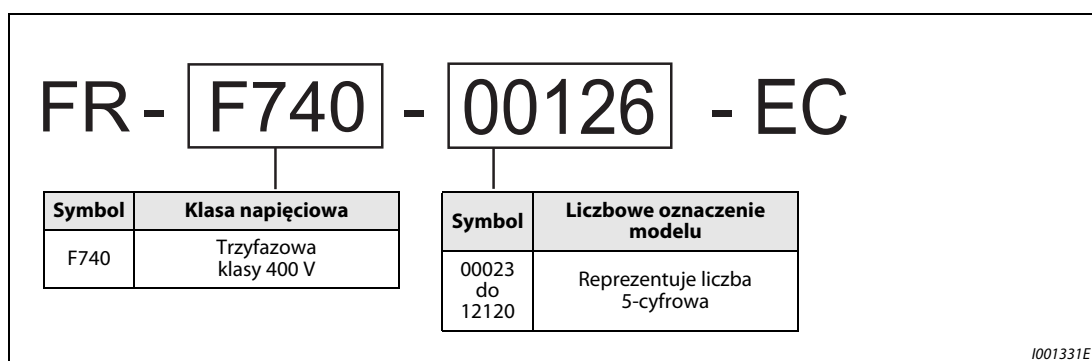 FR - F740 - 00126 - EC
Symbol Klasa napięciowa
F740 Trzyfazowa
klasy 400 V
Symbol Liczbowe oznaczenie
modelu
00023
do
12120
Reprezentuje liczba
5-cyfrowa
I001331E